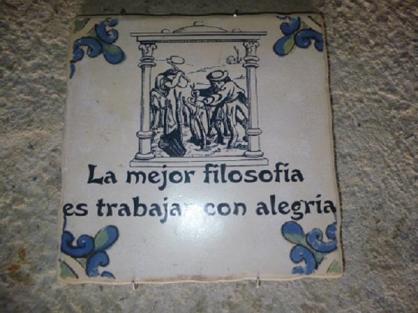 La mejor filosofía
es trabajar con alegría